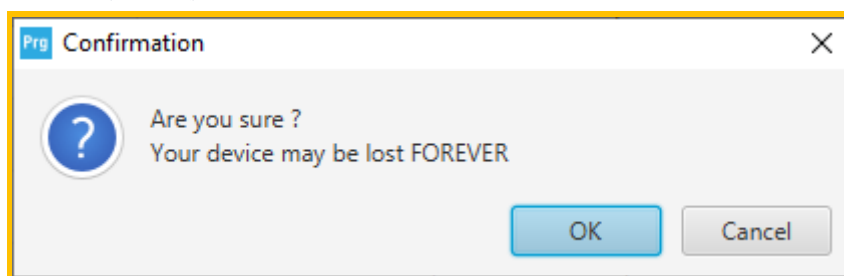 Prg Confirmation
?
Are you sure ?
Your device may be lost FOREVER
OK Cancel